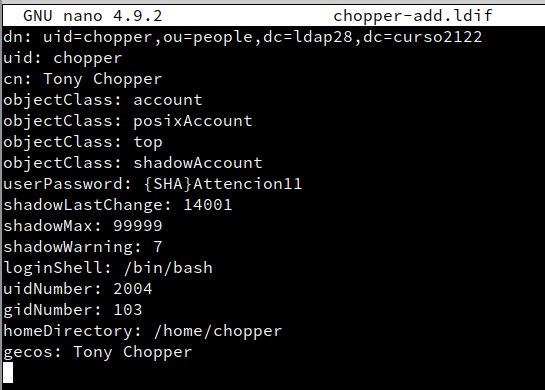 GNU nano 4.9.2 chopper-add.ldif
dn: uid=chopper,ou=people,dc=ldap28,dc=curso2122
uid: chopper
cn: Tony Chopper
objectClass: account
objectClass: posixAccount
objectClass: top
objectClass: shadowAccount
userPassword: {SHA}Attencion11
shadowLastChange: 14001
shadowMax: 99999
shadowWarning: 7
loginShell: /bin/bash
uidNumber: 2004
gidNumber: 103
homeDirectory: /home/chopper
gecos: Tony Chopper